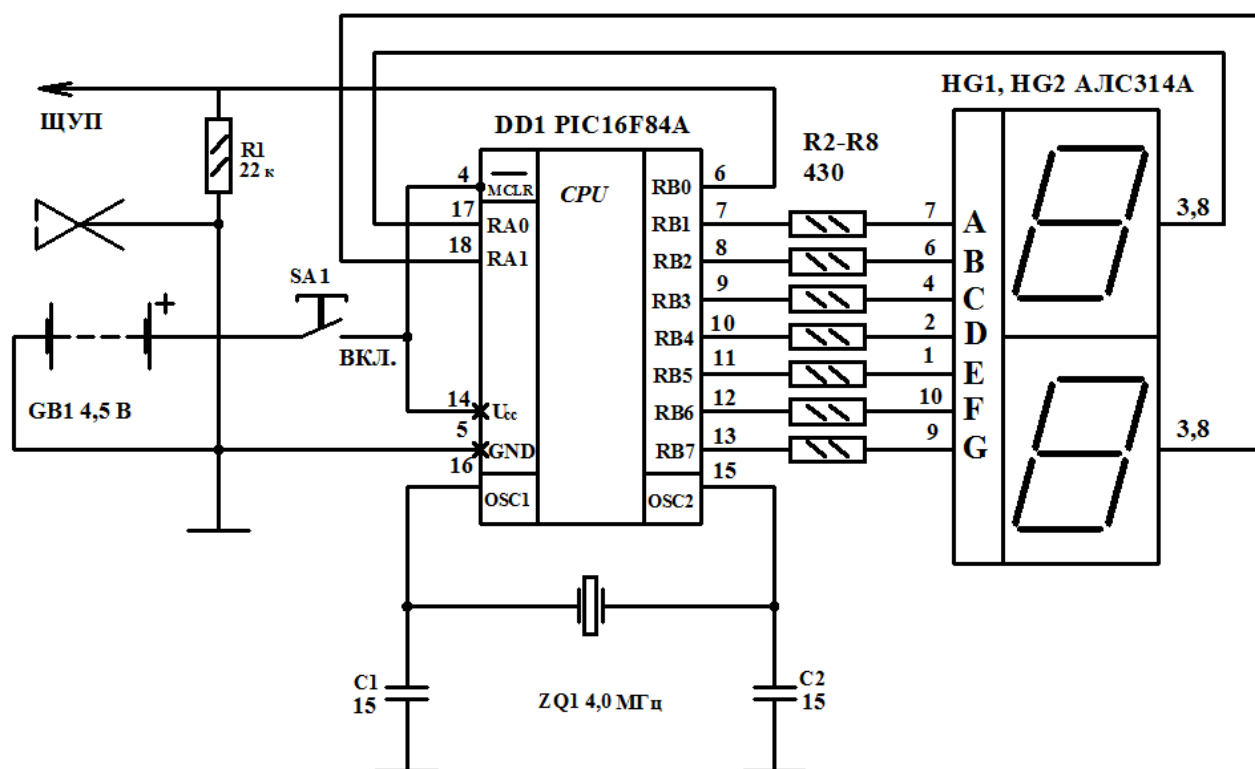 HG1, HG2 АЛС314А
ЩУП
DD1 PIC16F84A
R1
22 к
R2-R8
430
4
MCLR
CPU
RB0
6
17
RA0
RB1
7
7
A
3,8
18
RA1
RB2
8
6
B
RB3
9
4
C
SA1
+
ВКЛ.
RB4
10
2
D
RB5
11
1
E
GB1 4,5 В
14
Ucc
RB6
12
10
F
5
GND
RB7
13
9
G
3,8
16
OSC1
OSC2
15
C1
15
ZQ1 4,0 МГц
C2
15